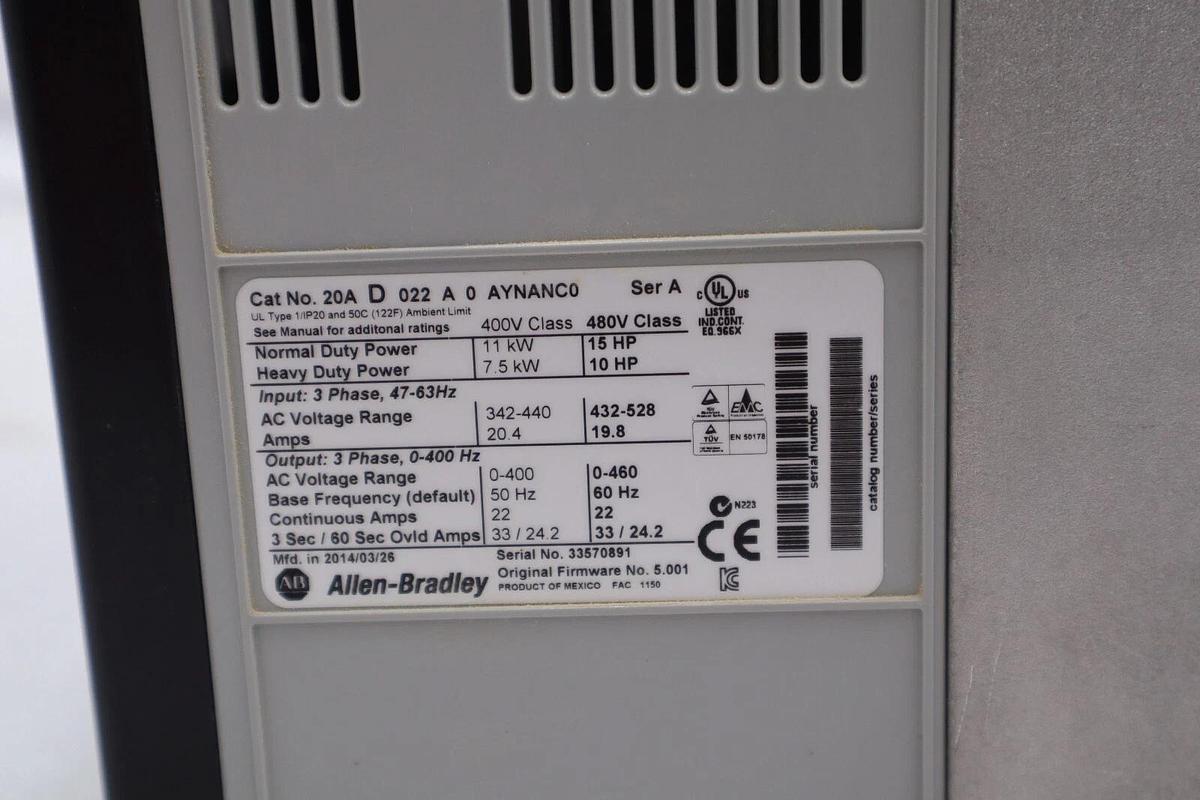 Cat No. 20A D 022 A 0 AYNANC0 Ser A
UL Type 1/IP20 and 50C (122F) Ambient Limit
See Manual for additonal ratings 400V Class 480V Class
Normal Duty Power 11 kW 15 HP
Heavy Duty Power 7.5 kW 10 HP
Input: 3 Phase, 47-63Hz
AC Voltage Range 342-440 432-528
Amps 20.4 19.8
Output: 3 Phase, 0-400 Hz
AC Voltage Range 0-400 0-460
Base Frequency (default) 50 Hz 60 Hz
Continuous Amps 22 22
3 Sec / 60 Sec Ovld Amps 33 / 24.2 33 / 24.2
Mfd. in 2014/03/26 Serial No. 33570891
AB Allen-Bradley Original Firmware No. 5.001
PRODUCT OF MEXICO FAC 1150
C UL US
LISTED
IND.CONT.
EQ.966X
EMC
TÜV EN 50178
N223
CE
serial number
catalog number/series